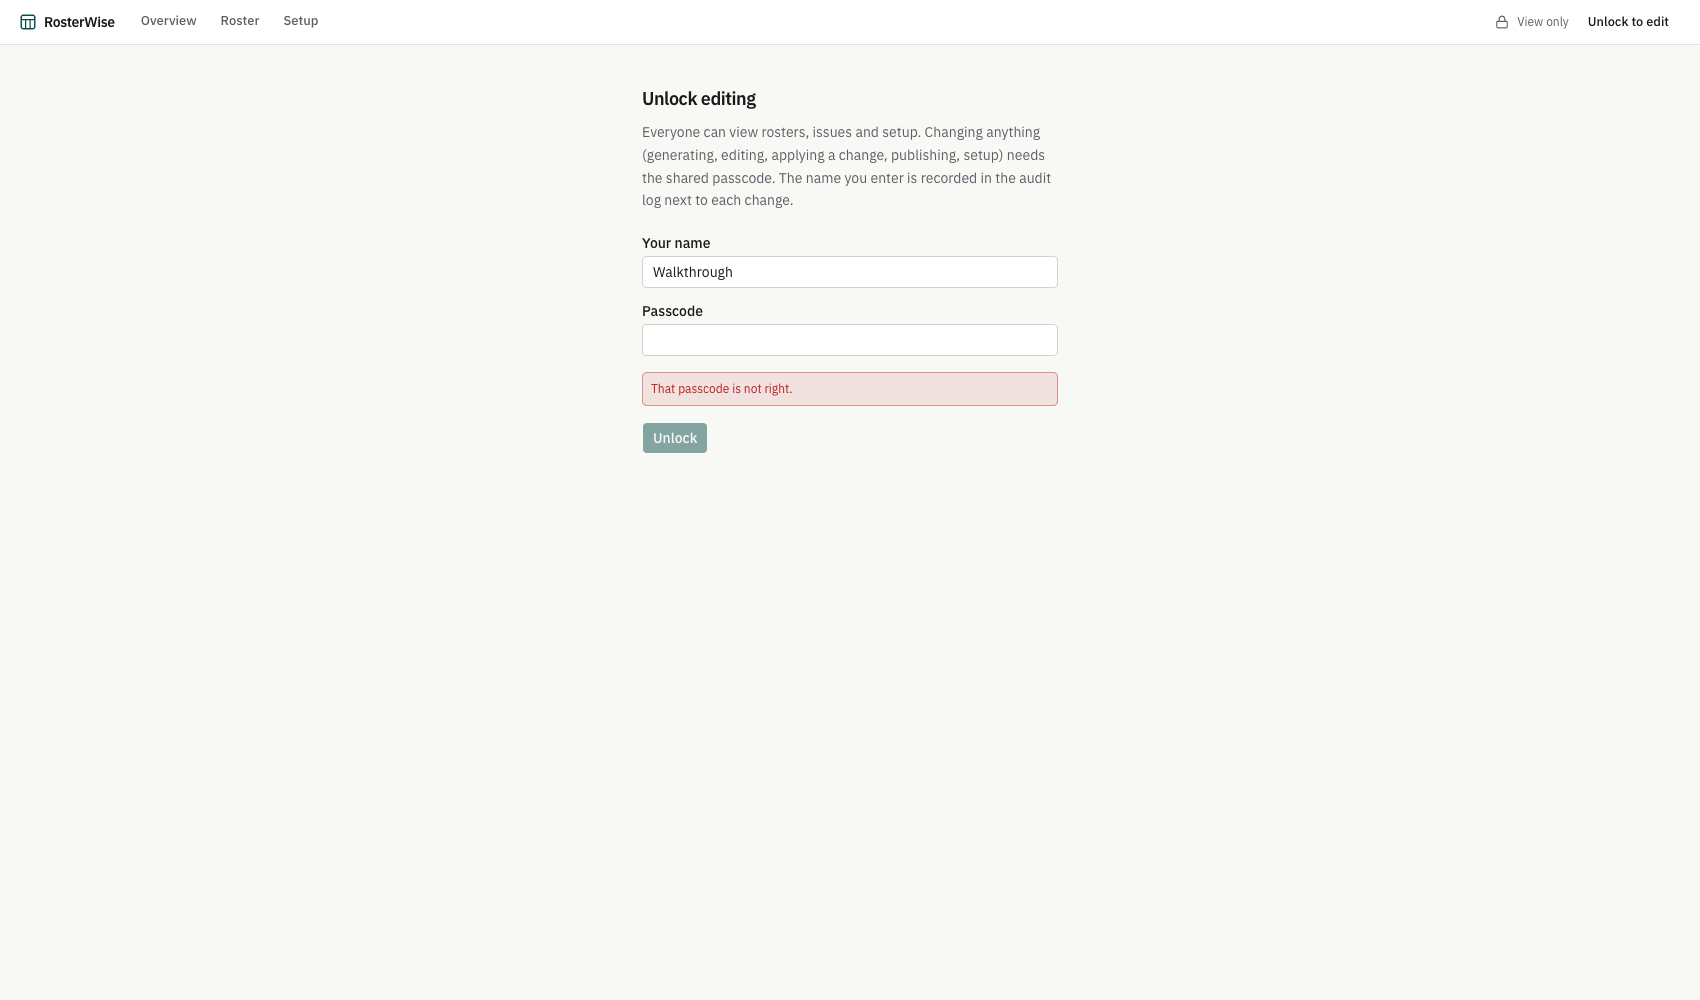 RosterWise
Overview
Roster
Setup
View only
Unlock to edit
Unlock editing
Everyone can view rosters, issues and setup. Changing anything
(generating, editing, applying a change, publishing, setup) needs
the shared passcode. The name you enter is recorded in the audit
log next to each change.
Your name
Walkthrough
Passcode
That passcode is not right.
Unlock